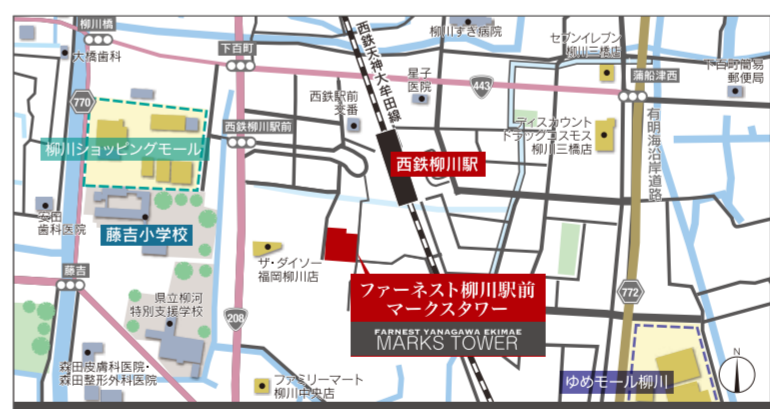 柳川橋
大橋歯科
下百町
西鉄天神大牟田線
柳川すぎ病院
セブンイレブン
柳川三橋店
蒲船津西
下百町簡易
郵便局
770
443
星子
医院
西鉄駅前
交番
西鉄柳川駅前
ディスカウント
ドラッグコスモス
柳川三橋店
有明海沿岸道路
柳川ショッピングモール
西鉄柳川駅
安田
歯科医院
藤吉小学校
ザ・ダイソー
福岡柳川店
藤吉
県立柳河
特別支援学校
208
772
ファーネスト柳川駅前
マークスタワー
FARNEST YANAGAWA EKIMAE
MARKS TOWER
森田皮膚科医院・
森田整形外科医院
ファミリーマート
柳川中央店
ゆめモール柳川
N